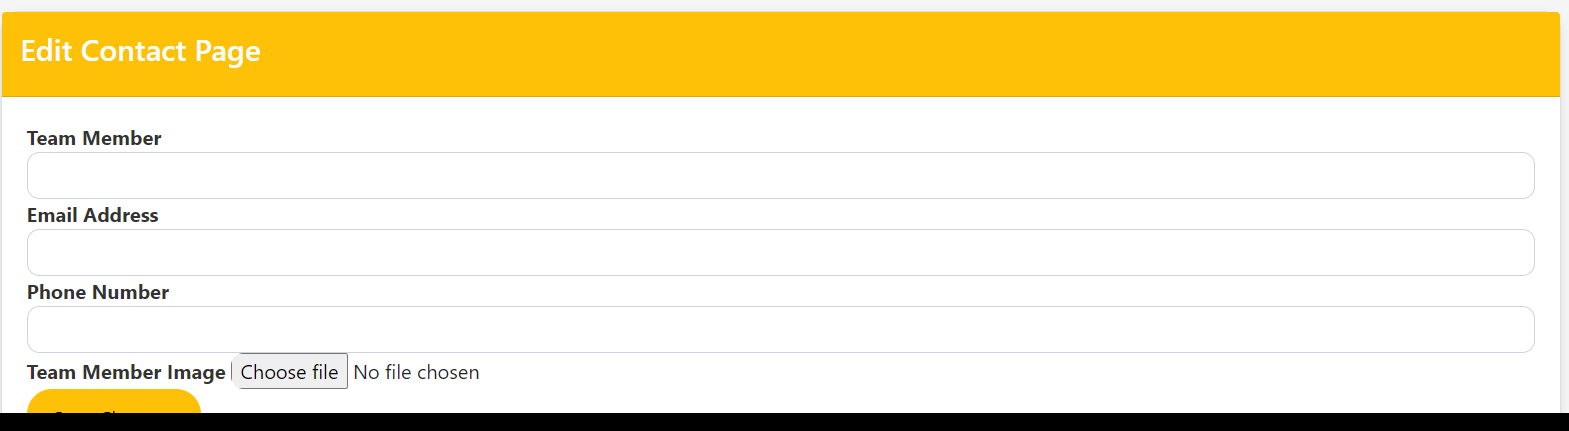 Edit Contact Page
Team Member
Email Address
Phone Number
Team Member Image Choose file No file chosen